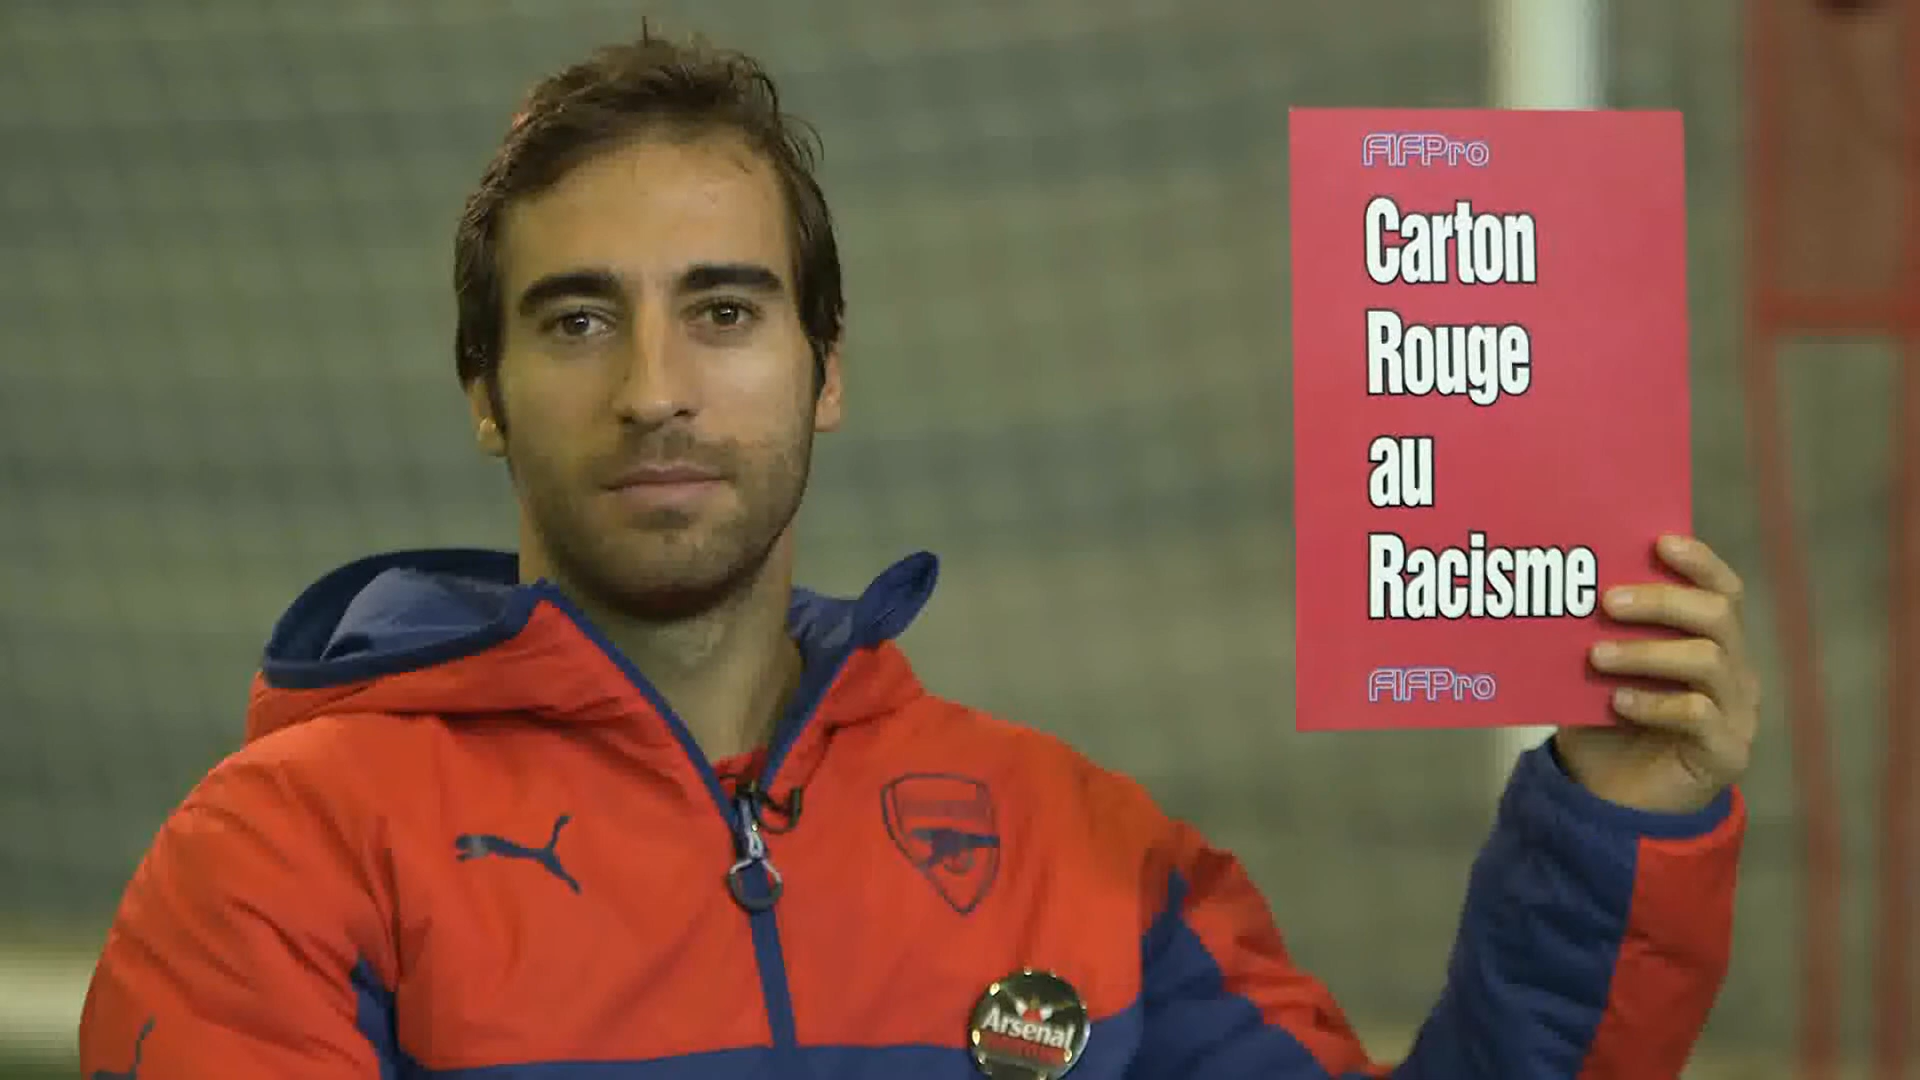 FIFPro
Carton
Rouge
au
Racisme
FIFPro
Arsenal